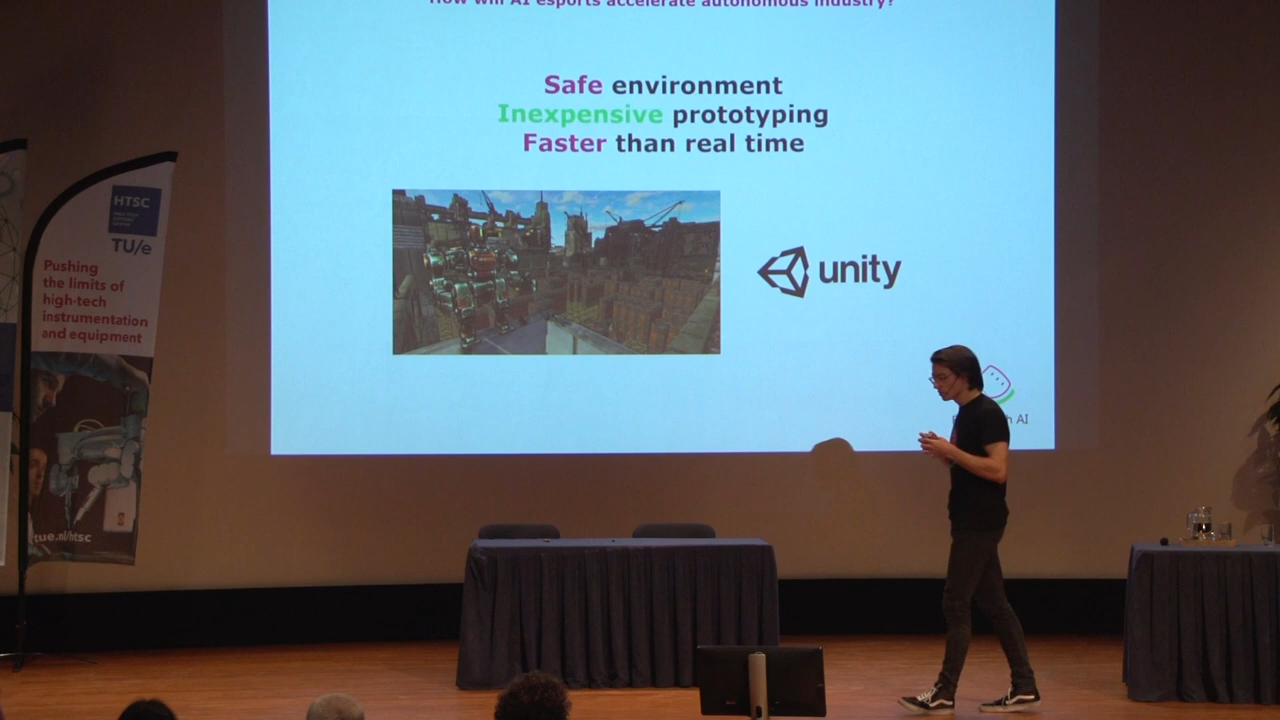 How will AI esports accelerate autonomous industry?
Safe environment
Inexpensive prototyping
Faster than real time
unity
AI
HTSC
TU/e
Pushing
the limits of
high-tech
instrumentation
and equipment
tue.nl/htsc